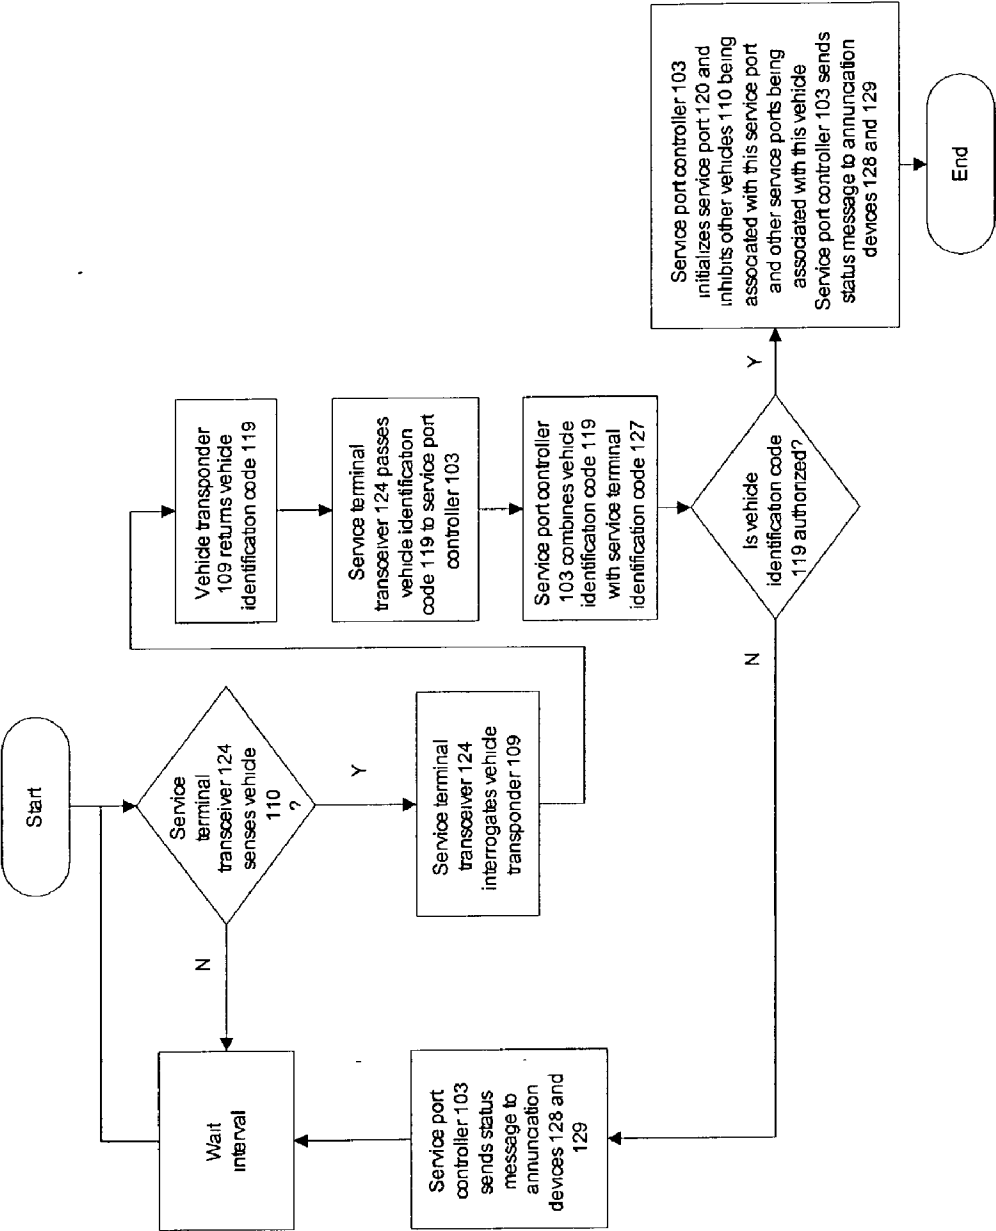 Start
Service
terminal
transceiver 124
senses vehicle
110
?
N
Y
Wait
interval
Service terminal
transceiver 124
interrogates vehicle
transponder 109
Vehicle transponder
109 returns vehicle
identification code 119
Service terminal
transceiver 124 passes
vehicle identification
code 119 to service port
controller 103
Service port controller
103 combines vehicle
identification code 119
with service terminal
identification code 127
Is vehicle
identification code
119 authorized?
N
Y
Service port
controller 103
sends status
message to
annunciation
devices 128 and
129
Service port controller 103
initializes service port 120 and
inhibits other vehicles 110 being
associated with this service port
and other service ports being
associated with this vehicle
Service port controller 103 sends
status message to annunciation
devices 128 and 129
End